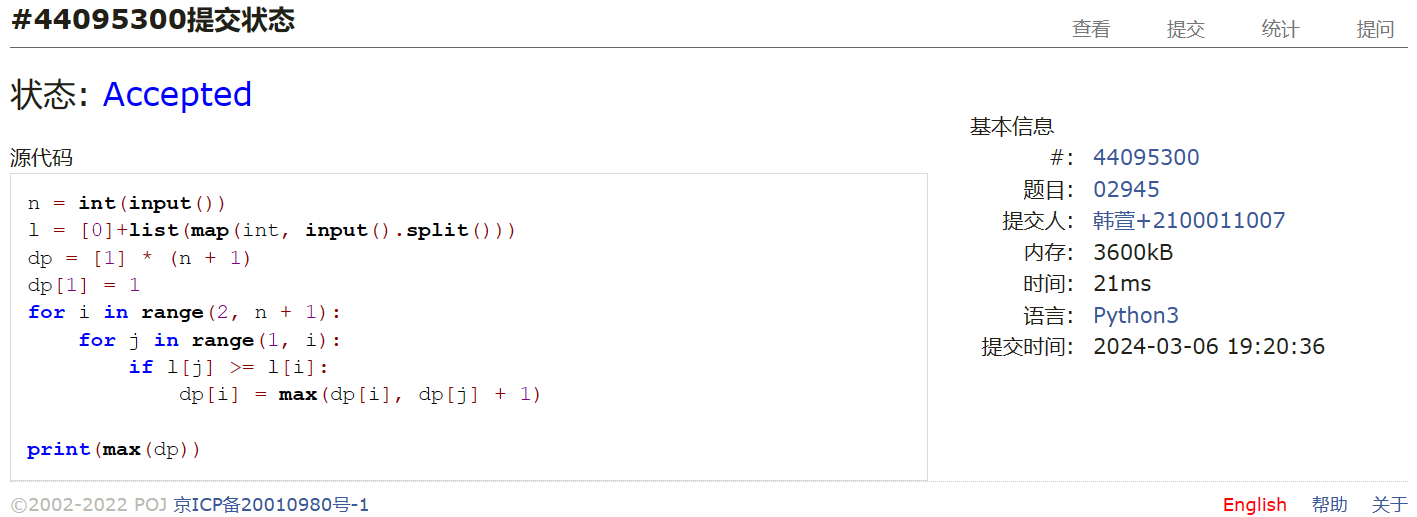 #44095300提交状态
查看 提交 统计 提问
状态: Accepted
源代码
n = int(input())
l = [0]+list(map(int, input().split()))
dp = [1] * (n + 1)
dp[1] = 1
for i in range(2, n + 1):
    for j in range(1, i):
        if l[j] >= l[i]:
            dp[i] = max(dp[i], dp[j] + 1)
print(max(dp))
基本信息
#: 44095300
题目: 02945
提交人: 韩萱+2100011007
内存: 3600kB
时间: 21ms
语言: Python3
提交时间: 2024-03-06 19:20:36
©2002-2022 POJ 京ICP备20010980号-1
English 帮助 关于